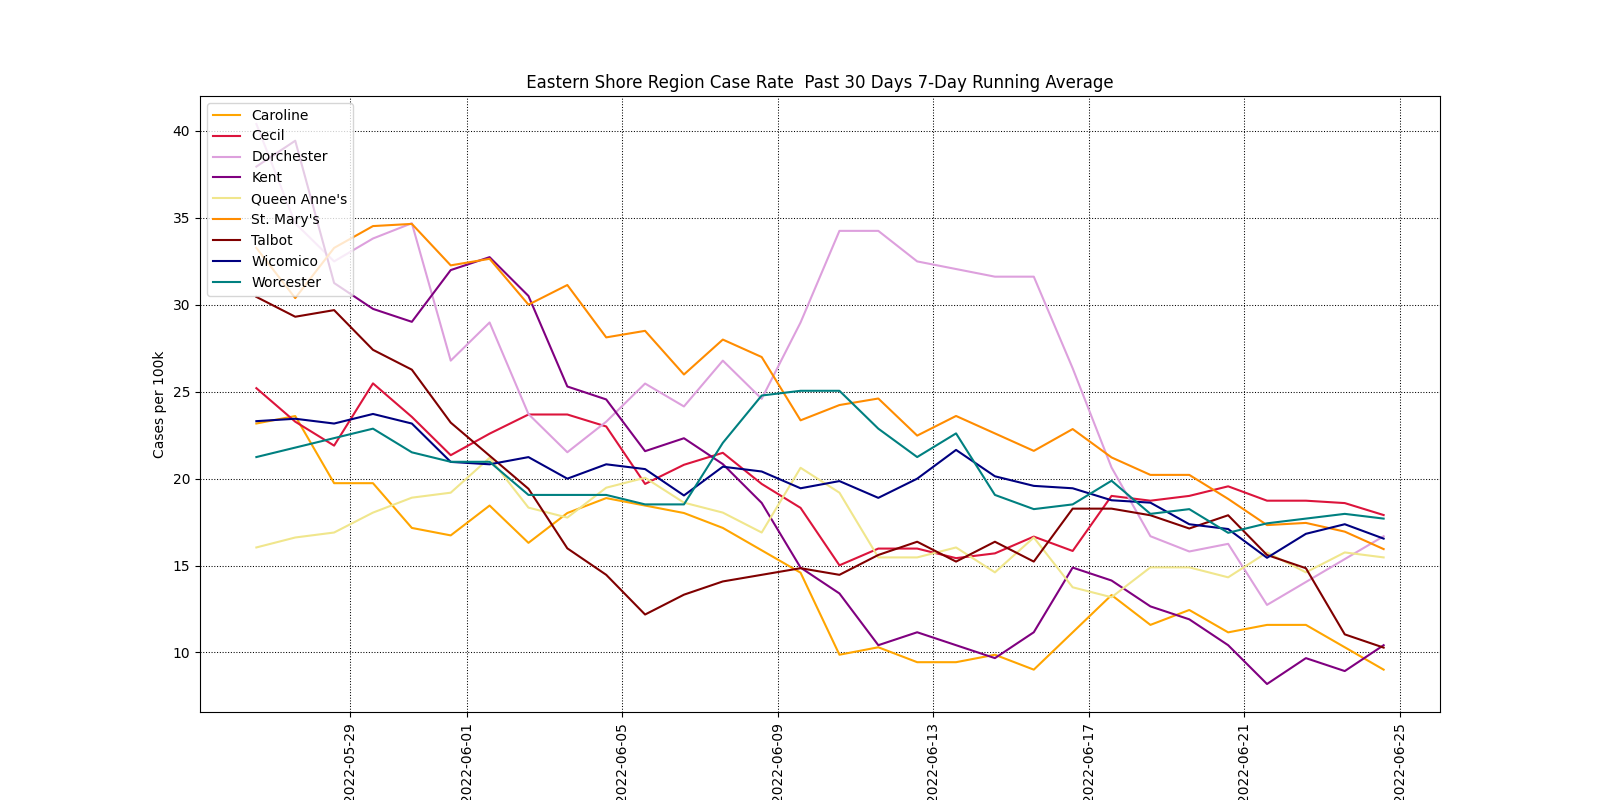 Eastern Shore Region Case Rate  Past 30 Days 7-Day Running Average
Caroline
Cecil
Dorchester
Kent
Queen Anne's
St. Mary's
Talbot
Wicomico
Worcester
40
35
30
25
20
15
10
Cases per 100k
2022-05-29
2022-06-01
2022-06-05
2022-06-09
2022-06-13
2022-06-17
2022-06-21
2022-06-25